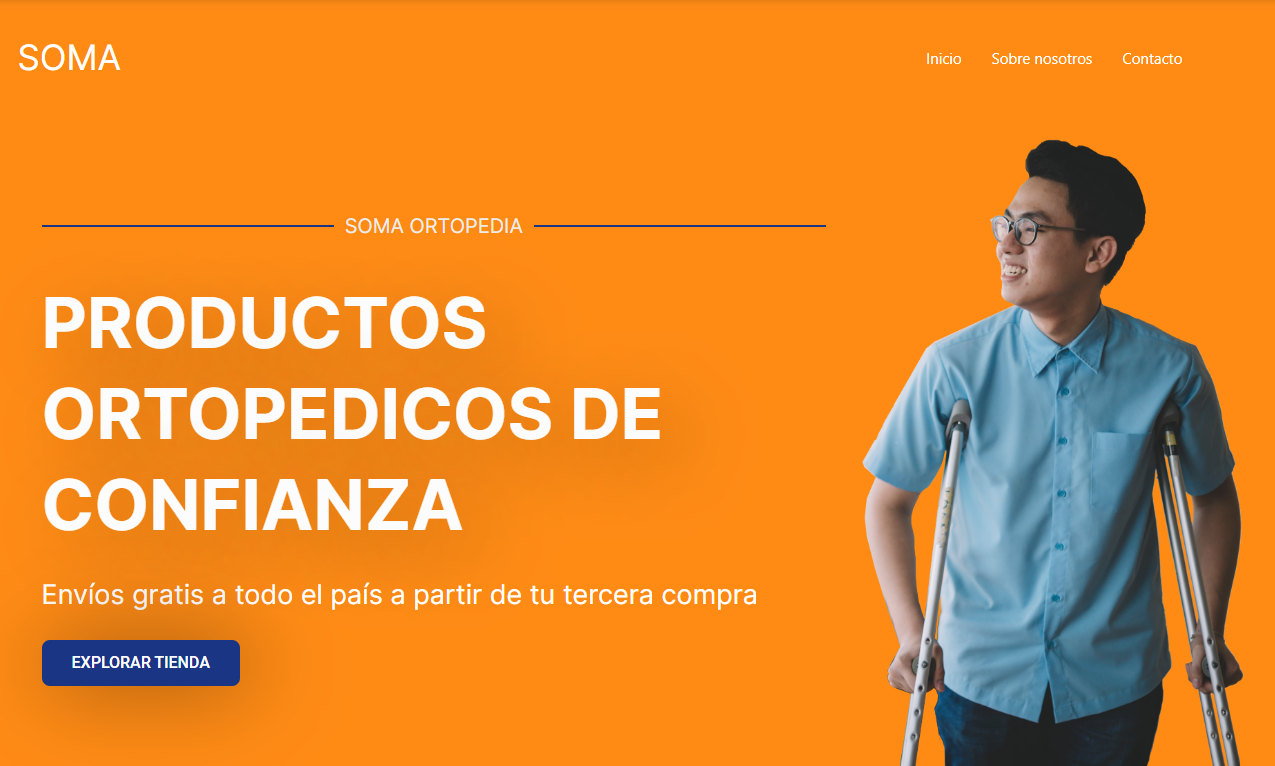 SOMA
Inicio Sobre nosotros Contacto
SOMA ORTOPEDIA
PRODUCTOS
ORTOPEDICOS DE
CONFIANZA
Envíos gratis a todo el país a partir de tu tercera compra
EXPLORAR TIENDA